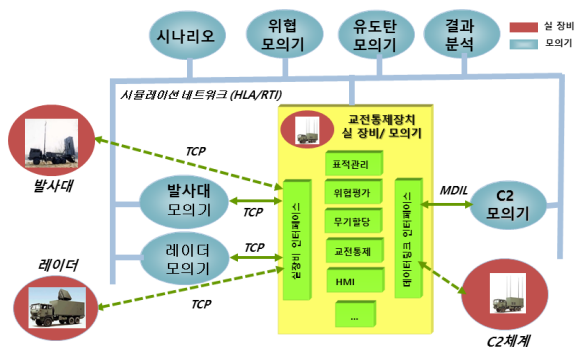 시나리오
위협
모의기
유도탄
모의기
결과
분석
실 장비
모의기
시뮬레이션 네트워크 (HLA/RTI)
교전통제장치
실 장비/ 모의기
발사대
TCP
표적관리
위협평가
무기할당
교전통제
HMI
...
실장비 인터페이스
데이터링크 인터페이스
발사대
모의기
TCP
MDIL
C2
모의기
레이더
모의기
TCP
레이더
TCP
C2체계